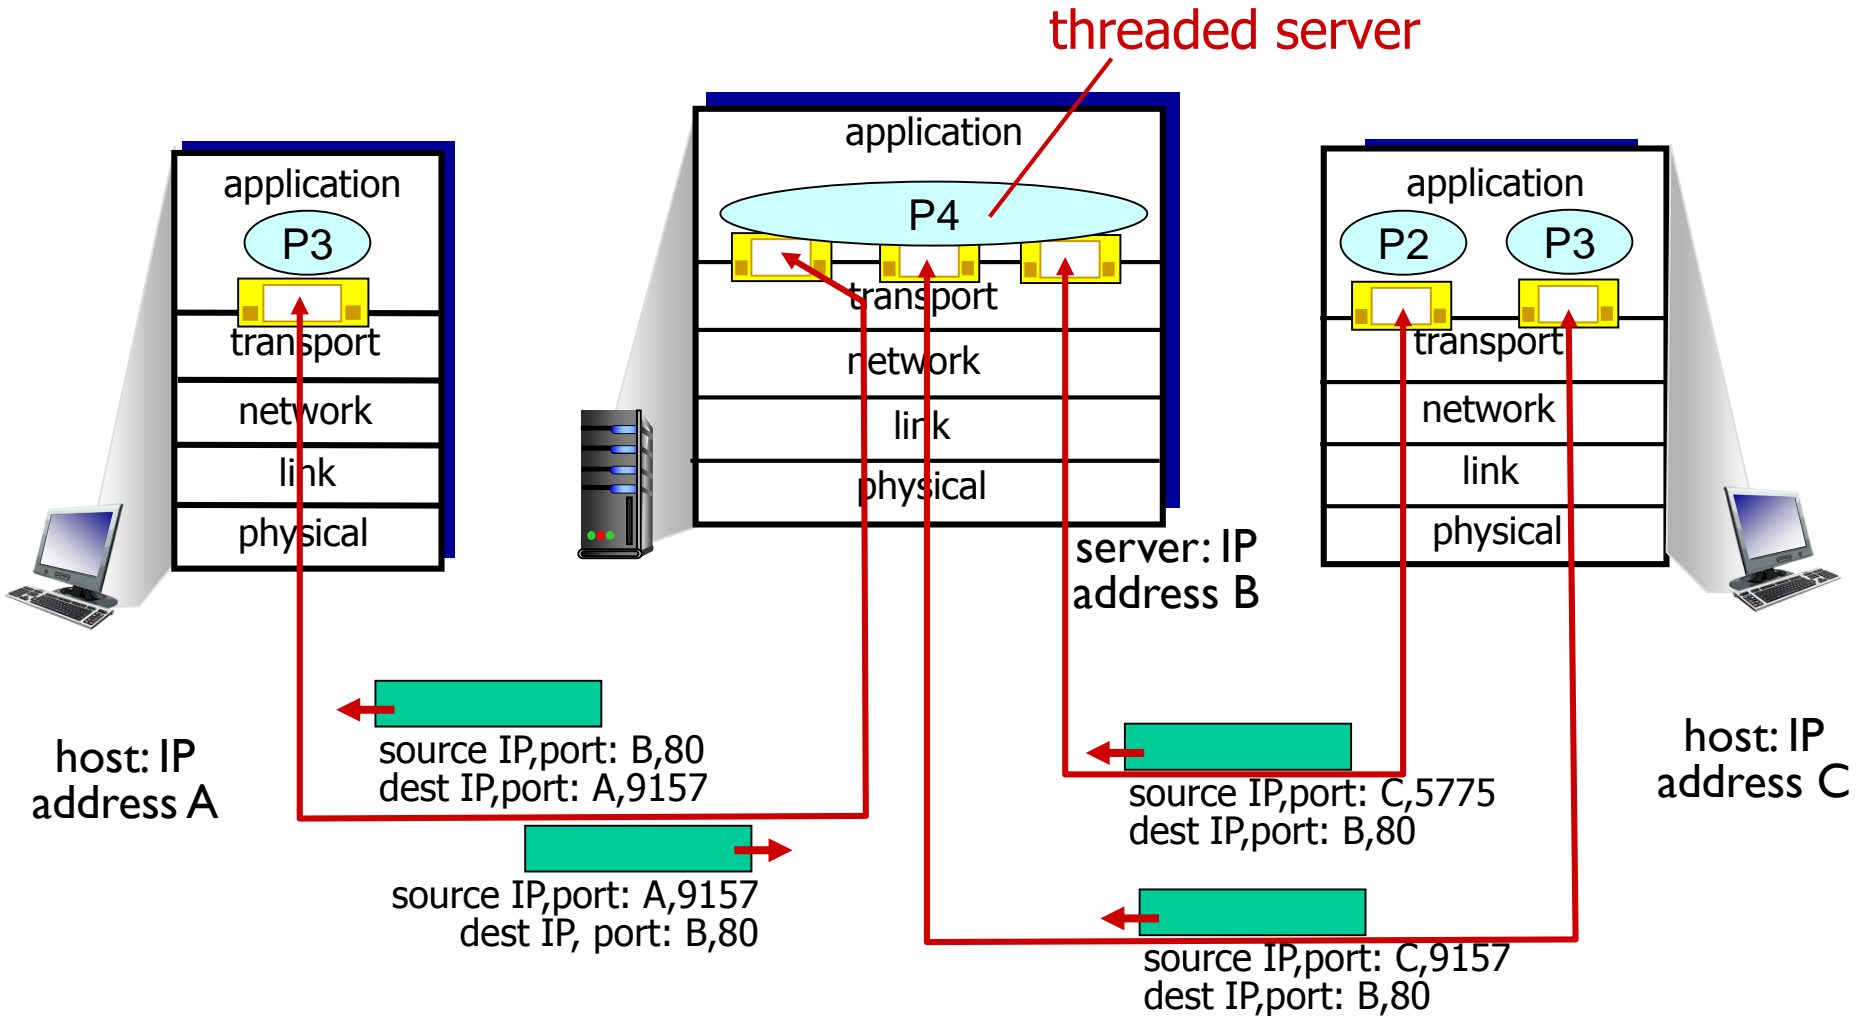 threaded server
application
P3
transport
network
link
physical
application
P4
transport
network
link
physical
application
P2
P3
transport
network
link
physical
server: IP
address B
host: IP
address A
source IP,port: B,80
dest IP,port: A,9157
source IP,port: A,9157
dest IP, port: B,80
source IP,port: C,5775
dest IP,port: B,80
source IP,port: C,9157
dest IP,port: B,80
host: IP
address C